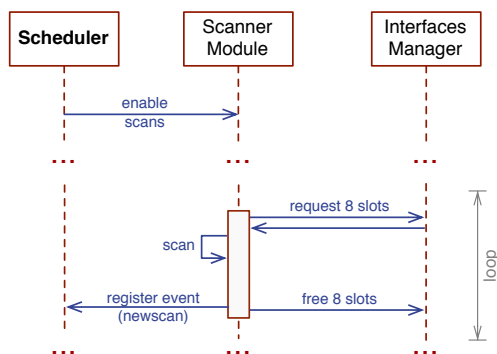 Scheduler
Scanner
Module
Interfaces
Manager
enable
scans
...
...
...
request 8 slots
scan
register event
(newscan)
free 8 slots
loop
...
...
...